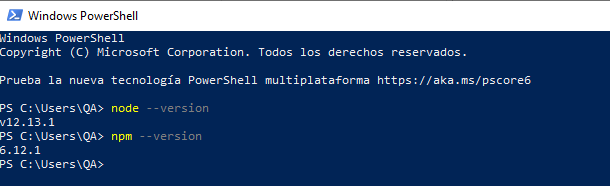 Windows PowerShell
Windows PowerShell
Copyright (C) Microsoft Corporation. Todos los derechos reservados.
Prueba la nueva tecnología PowerShell multiplataforma https://aka.ms/pscore6
PS C:\Users\QA> node --version
v12.13.1
PS C:\Users\QA> npm --version
6.12.1
PS C:\Users\QA>